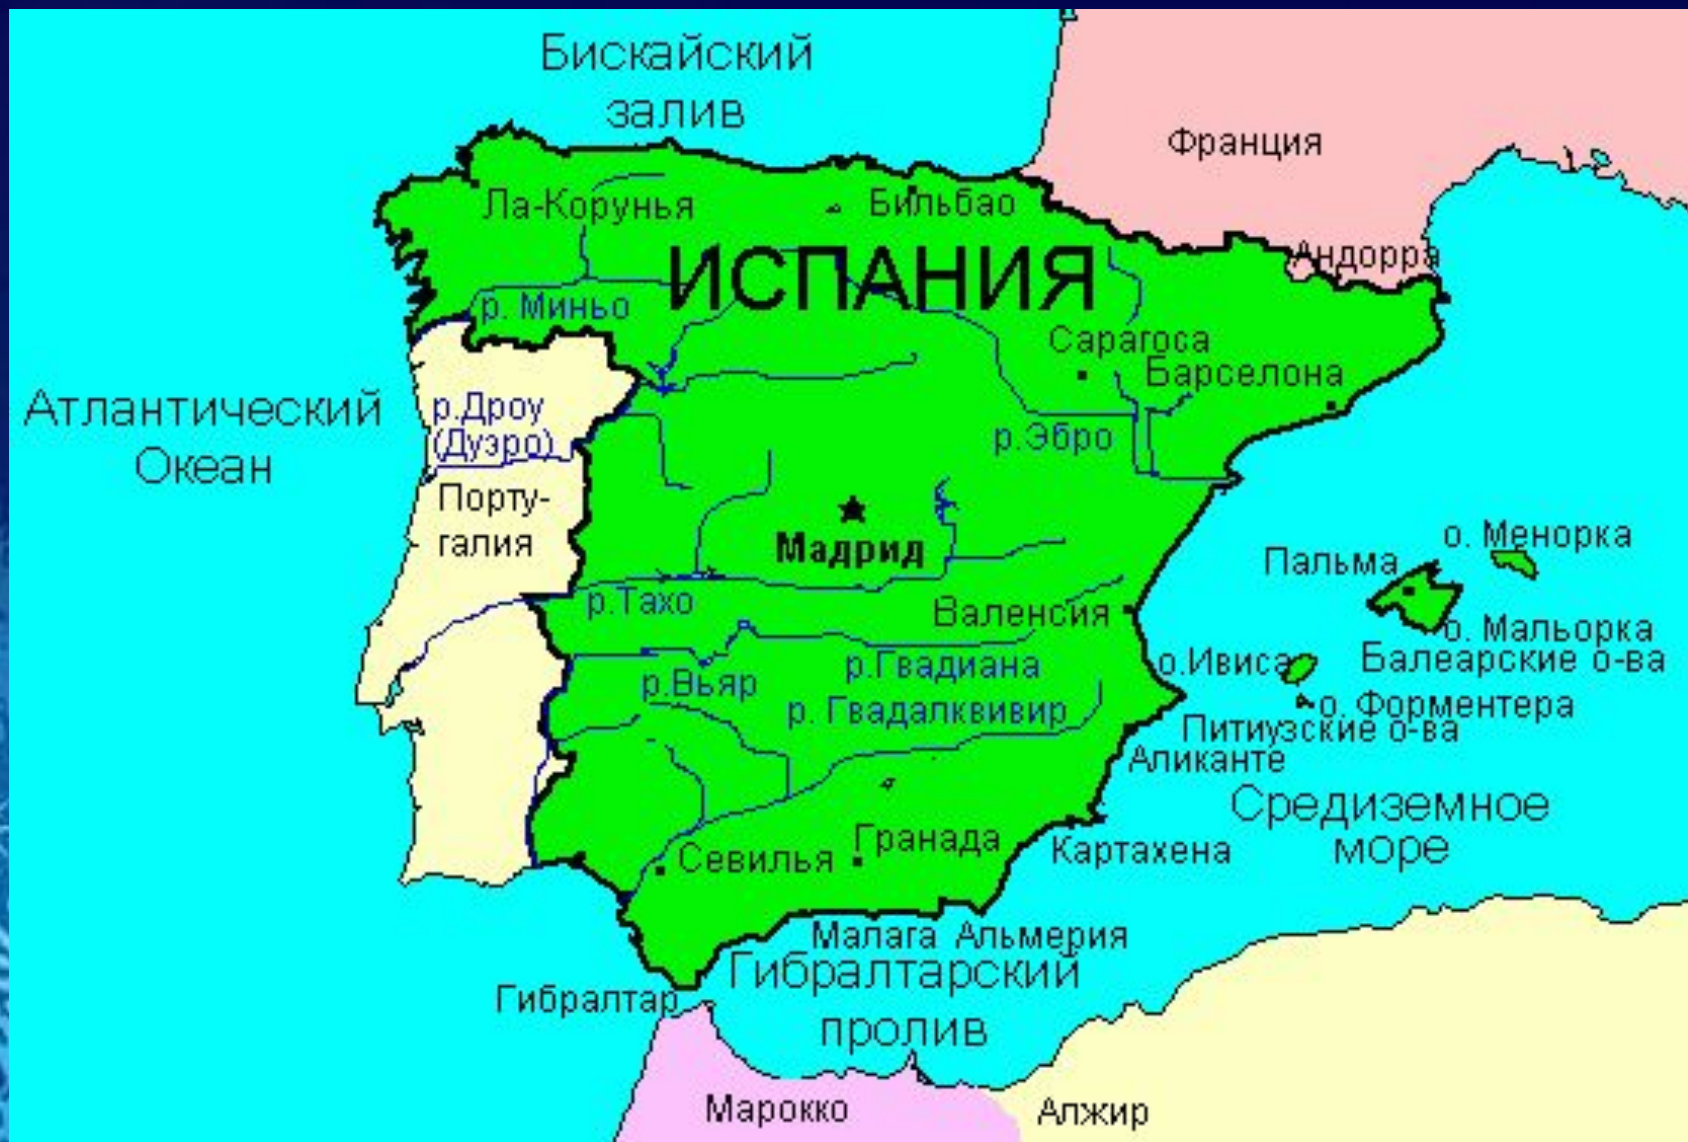 Бискайский
залив
Франция
Ла-Корунья
Бильбао
Андорра
ИСПАНИЯ
р. Миньо
Сарагоса
Барселона
Атлантический
Океан
р.Дроу
(Дуэро)
р.Эбро
Порту-
галия
Мадрид
о. Менорка
Пальма
р.Тахо
Валенсия
о. Мальорка
Балеарские о-ва
о.Ивиса
р.Гвадиана
р.Вьяр
р. Гвадалквивир
о. Форментера
Питиузские о-ва
Аликанте
Средиземное
море
Гранада
Севилья
Картахена
Малага Альмерия
Гибралтарский
пролив
Гибралтар
Марокко
Алжир